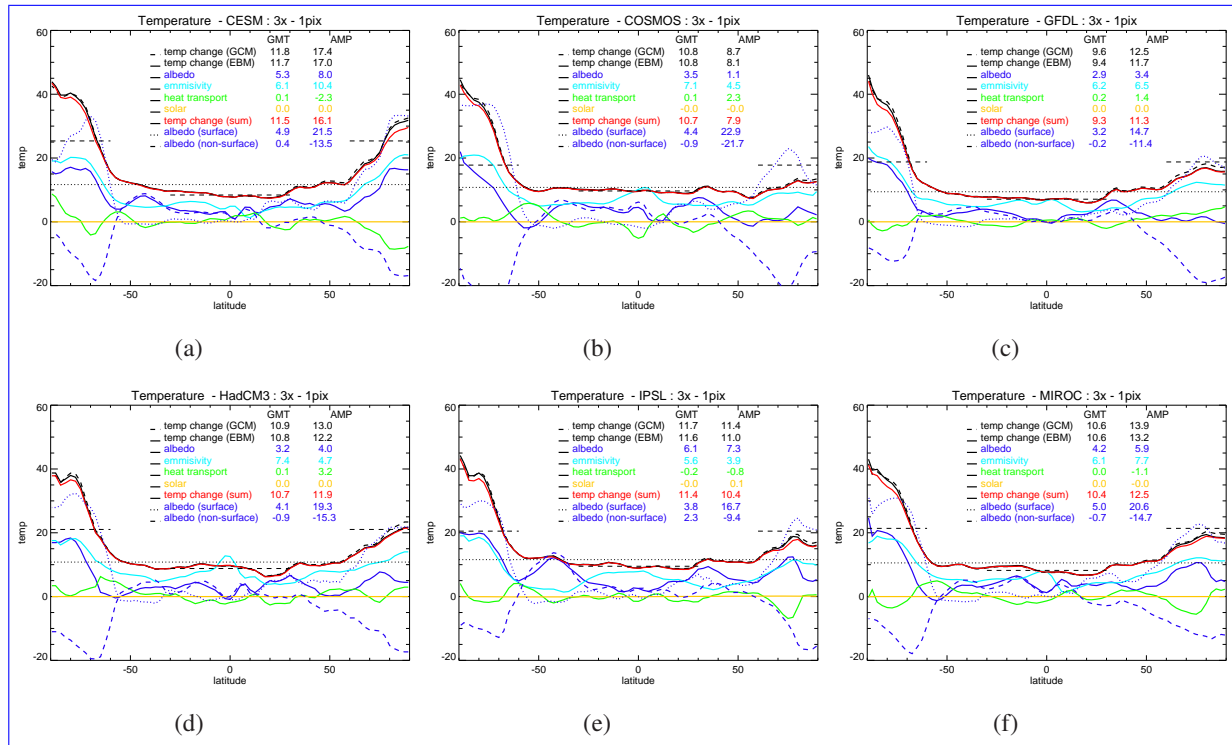 Temperature - CESM : 3x - 1pix
GMT AMP
temp change (GCM) 11.8 17.4
temp change (EBM) 11.7 17.0
albedo 5.3 8.0
emmisivity 6.1 10.4
heat transport 0.1 -2.3
solar 0.0 0.0
temp change (sum) 11.5 16.1
albedo (surface) 4.9 21.5
albedo (non-surface) 0.4 -13.5
60
40
20
0
-20
temp
-50 0 50
latitude
(a)
Temperature - COSMOS : 3x - 1pix
GMT AMP
temp change (GCM) 10.8 8.7
temp change (EBM) 10.8 8.1
albedo 3.5 1.1
emmisivity 7.1 4.5
heat transport 0.1 2.3
solar -0.0 -0.0
temp change (sum) 10.7 7.9
albedo (surface) 4.4 22.9
albedo (non-surface) -0.9 -21.7
60
40
20
0
-20
temp
-50 0 50
latitude
(b)
Temperature - GFDL : 3x - 1pix
GMT AMP
temp change (GCM) 9.6 12.5
temp change (EBM) 9.4 11.7
albedo 2.9 3.4
emmisivity 6.2 6.5
heat transport 0.2 1.4
solar 0.0 0.0
temp change (sum) 9.3 11.3
albedo (surface) 3.2 14.7
albedo (non-surface) -0.2 -11.4
60
40
20
0
-20
temp
-50 0 50
latitude
(c)
Temperature - HadCM3 : 3x - 1pix
GMT AMP
temp change (GCM) 10.9 13.0
temp change (EBM) 10.8 12.2
albedo 3.2 4.0
emmisivity 7.4 4.7
heat transport 0.1 3.2
solar 0.0 0.0
temp change (sum) 10.7 11.9
albedo (surface) 4.1 19.3
albedo (non-surface) -0.9 -15.3
60
40
20
0
-20
temp
-50 0 50
latitude
(d)
Temperature - IPSL : 3x - 1pix
GMT AMP
temp change (GCM) 11.7 11.4
temp change (EBM) 11.6 11.0
albedo 6.1 7.3
emmisivity 5.6 3.9
heat transport -0.2 -0.8
solar -0.0 0.1
temp change (sum) 11.4 10.4
albedo (surface) 3.8 16.7
albedo (non-surface) 2.3 -9.4
60
40
20
0
-20
temp
-50 0 50
latitude
(e)
Temperature - MIROC : 3x - 1pix
GMT AMP
temp change (GCM) 10.6 13.9
temp change (EBM) 10.6 13.2
albedo 4.2 5.9
emmisivity 6.1 7.7
heat transport 0.0 -1.1
solar 0.0 -0.0
temp change (sum) 10.4 12.5
albedo (surface) 5.0 20.6
albedo (non-surface) -0.7 -14.7
60
40
20
0
-20
temp
-50 0 50
latitude
(f)